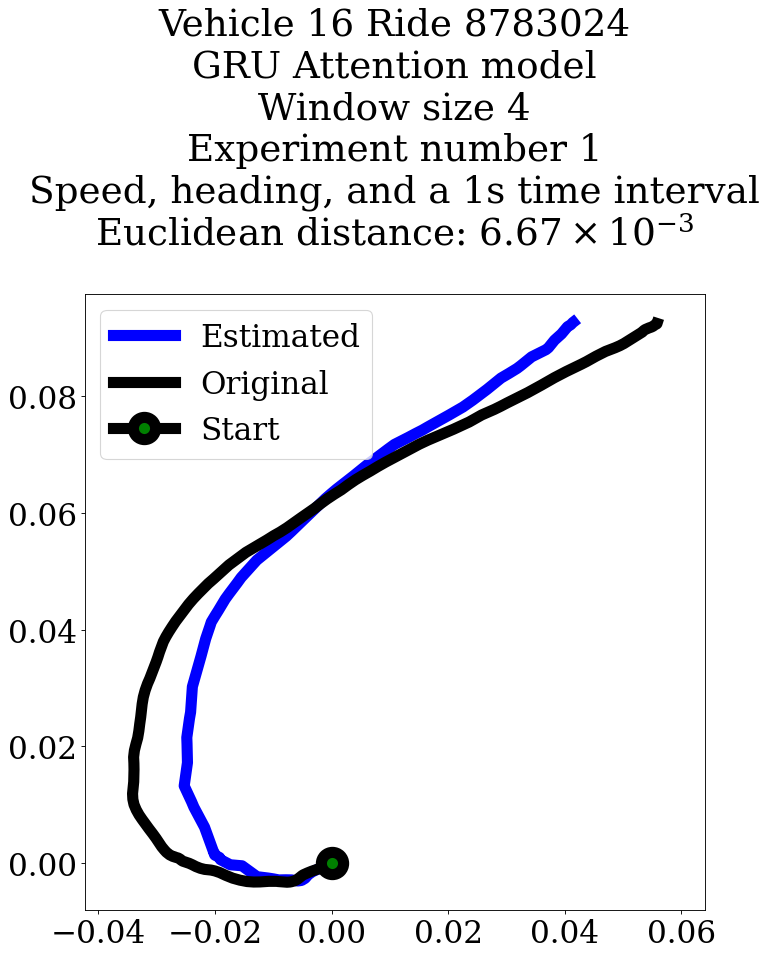 Vehicle 16 Ride 8783024
GRU Attention model
Window size 4
Experiment number 1
Speed, heading, and a 1s time interval
Euclidean distance: 6.67 × 10⁻³
Estimated
Original
Start
0.08
0.06
0.04
0.02
0.00
−0.04 −0.02 0.00 0.02 0.04 0.06